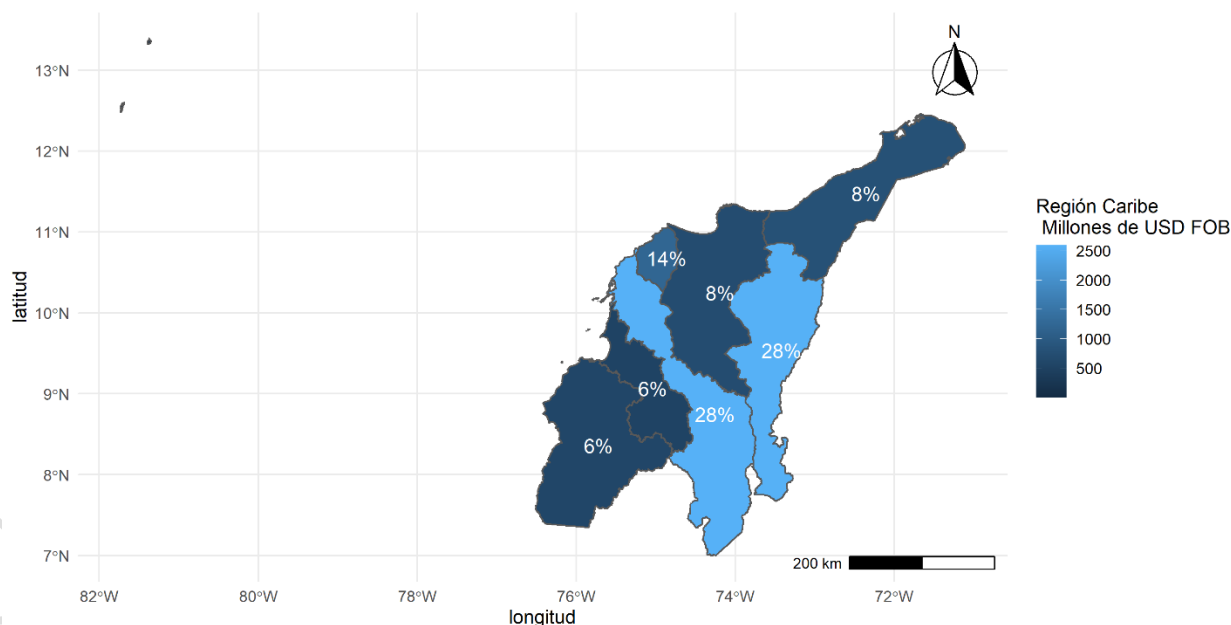 N
13°N
12°N
11°N
10°N
9°N
8°N
7°N
latitud
8%
14%
8%
28%
6%
28%
6%
200 km
82°W
80°W
78°W
76°W
74°W
72°W
longitud
Región Caribe
Millones de USD FOB
2500
2000
1500
1000
500